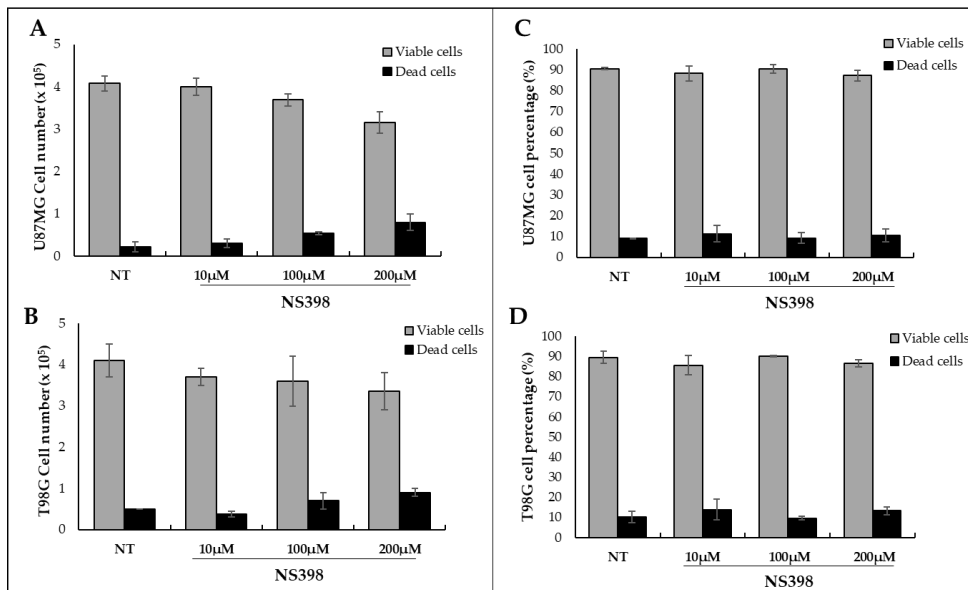 A
U87MG Cell number (x 10⁵)
5
4
3
2
1
0
Viable cells
Dead cells
NT
10µM
100µM
200µM
NS398
B
T98G Cell number (x 10⁵)
5
4
3
2
1
0
Viable cells
Dead cells
NT
10µM
100µM
200µM
NS398
C
U87MG cell percentage (%)
100
90
80
70
60
50
40
30
20
10
0
Viable cells
Dead cells
NT
10µM
100µM
200µM
NS398
D
T98G cell percentage (%)
100
90
80
70
60
50
40
30
20
10
0
Viable cells
Dead cells
NT
10µM
100µM
200µM
NS398